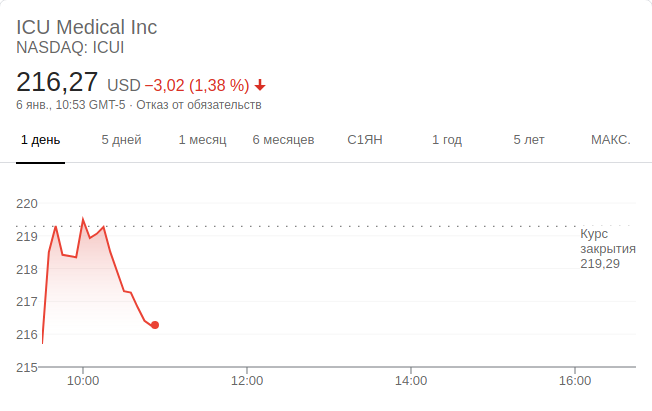 ICU Medical Inc
NASDAQ: ICUI
216,27 USD −3,02 (1,38 %)
6 янв., 10:53 GMT-5 · Отказ от обязательств
1 день 5 дней 1 месяц 6 месяцев С1ЯН 1 год 5 лет МАКС.
220
219
218
217
216
215
Курс
закрытия
219,29
10:00 12:00 14:00 16:00